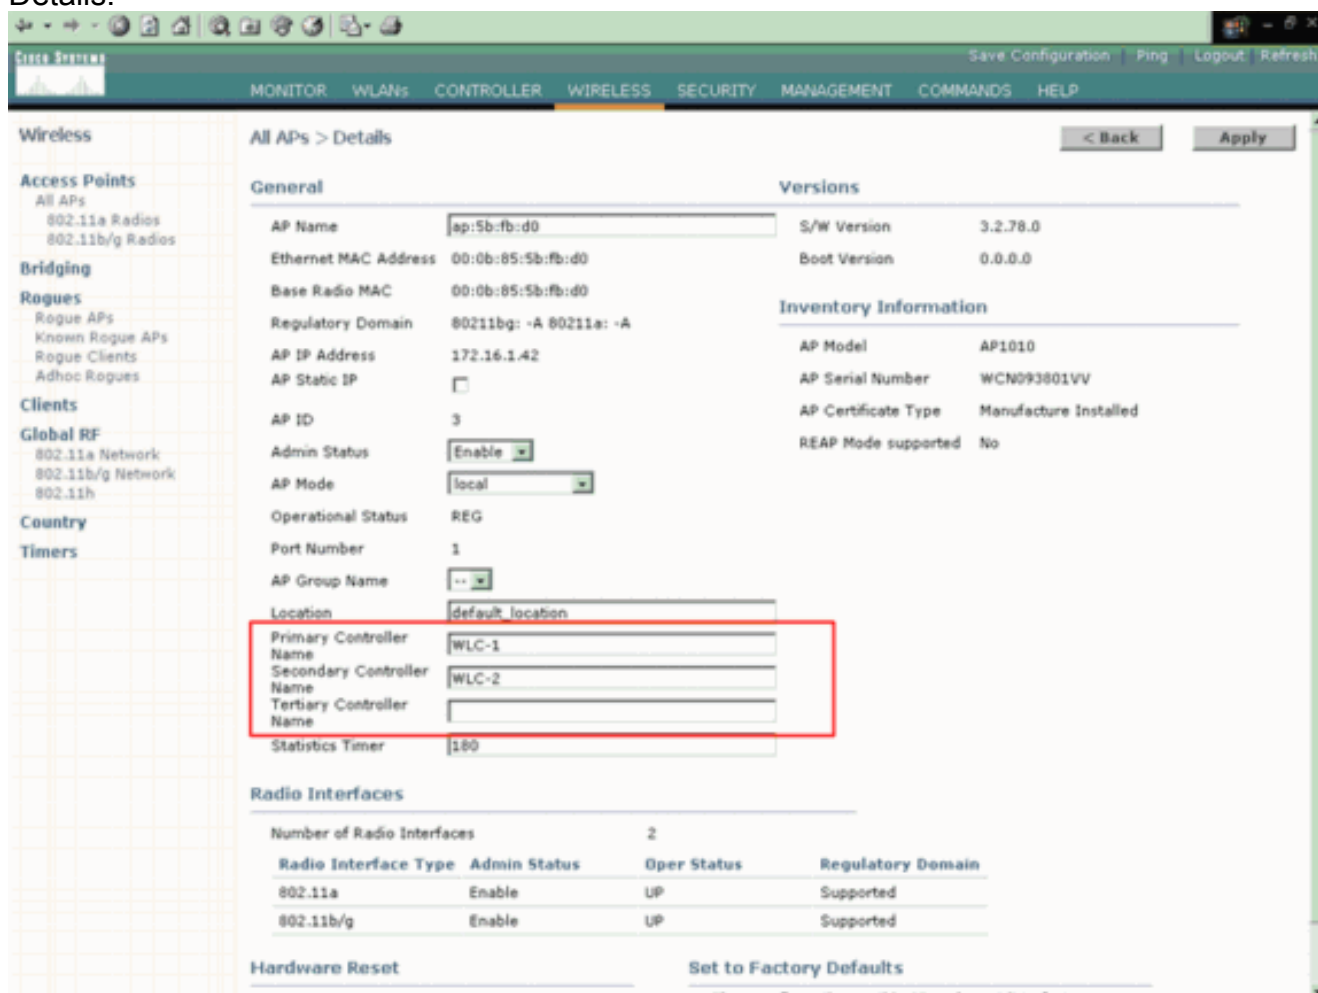 Details.
CISCO SYSTEMS
Save Configuration | Ping | Logout | Refresh
MONITOR WLANs CONTROLLER WIRELESS SECURITY MANAGEMENT COMMANDS HELP
Wireless
Access Points
All APs
802.11a Radios
802.11b/g Radios
Bridging
Rogues
Rogue APs
Known Rogue APs
Rogue Clients
Adhoc Rogues
Clients
Global RF
802.11a Network
802.11b/g Network
802.11h
Country
Timers
All APs > Details
< Back
Apply
General
AP Name ap:5b:fb:d0
Ethernet MAC Address 00:0b:85:5b:fb:d0
Base Radio MAC 00:0b:85:5b:fb:d0
Regulatory Domain 80211bg: -A 80211a: -A
AP IP Address 172.16.1.42
AP Static IP
AP ID 3
Admin Status Enable
AP Mode local
Operational Status REG
Port Number 1
AP Group Name --
Location default_location
Primary Controller
Name WLC-1
Secondary Controller
Name WLC-2
Tertiary Controller
Name
Statistics Timer 180
Versions
S/W Version 3.2.78.0
Boot Version 0.0.0.0
Inventory Information
AP Model AP1010
AP Serial Number WCN093801VV
AP Certificate Type Manufacture Installed
REAP Mode supported No
Radio Interfaces
Number of Radio Interfaces 2
Radio Interface Type Admin Status Oper Status Regulatory Domain
802.11a Enable UP Supported
802.11b/g Enable UP Supported
Hardware Reset
Set to Factory Defaults